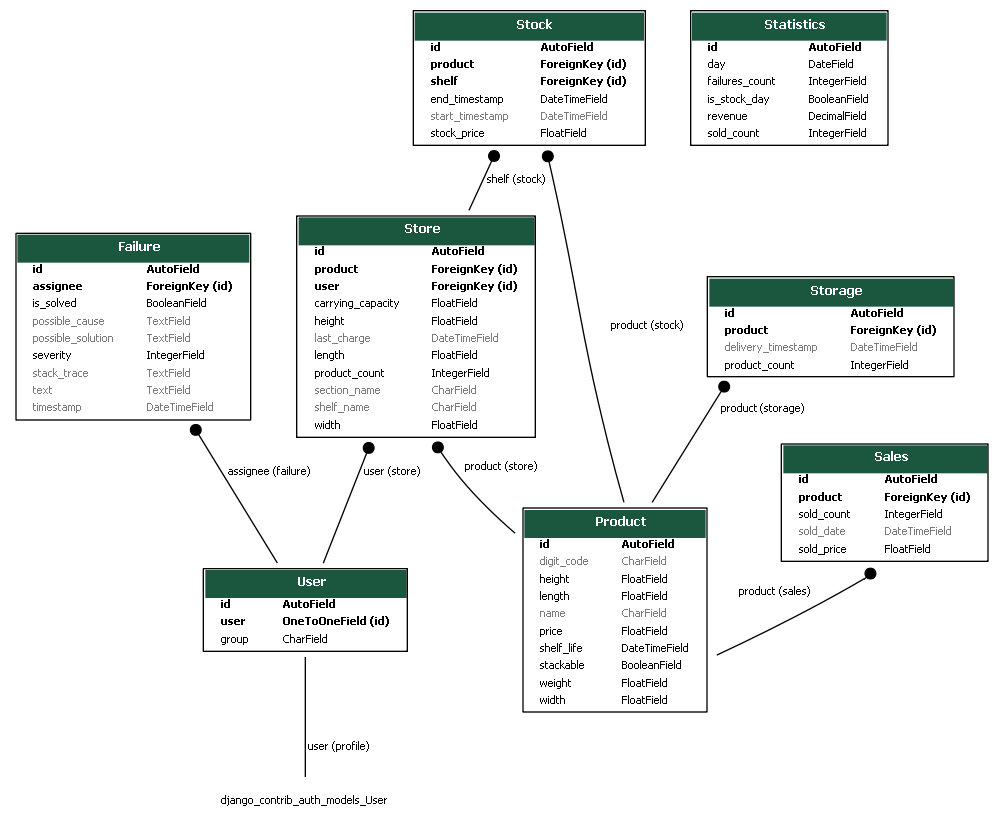 Stock
id AutoField
product ForeignKey (id)
shelf ForeignKey (id)
end_timestamp DateTimeField
start_timestamp DateTimeField
stock_price FloatField
Statistics
id AutoField
day DateField
failures_count IntegerField
is_stock_day BooleanField
revenue DecimalField
sold_count IntegerField
shelf (stock)
Failure
id AutoField
assignee ForeignKey (id)
is_solved BooleanField
possible_cause TextField
possible_solution TextField
severity IntegerField
stack_trace TextField
text TextField
timestamp DateTimeField
Store
id AutoField
product ForeignKey (id)
user ForeignKey (id)
carrying_capacity FloatField
height FloatField
last_charge DateTimeField
length FloatField
product_count IntegerField
section_name CharField
shelf_name CharField
width FloatField
product (stock)
Storage
id AutoField
product ForeignKey (id)
delivery_timestamp DateTimeField
product_count IntegerField
product (storage)
assignee (failure)
user (store)
product (store)
Sales
id AutoField
product ForeignKey (id)
sold_count IntegerField
sold_date DateTimeField
sold_price FloatField
product (sales)
User
id AutoField
user OneToOneField (id)
group CharField
Product
id AutoField
digit_code CharField
height FloatField
length FloatField
name CharField
price FloatField
shelf_life DateTimeField
stackable BooleanField
weight FloatField
width FloatField
user (profile)
django_contrib_auth_models_User